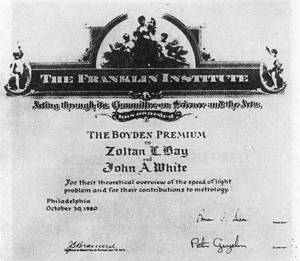 THE FRANKLIN INSTITUTE
Acting through its Committee on Science and the Arts,
has awarded
THE BOYDEN PREMIUM
TO
Zoltan L. Bay
AND
John A. White
For their theoretical overview of the speed of light
problem and for their contributions to metrology.
Philadelphia
October 30, 1980